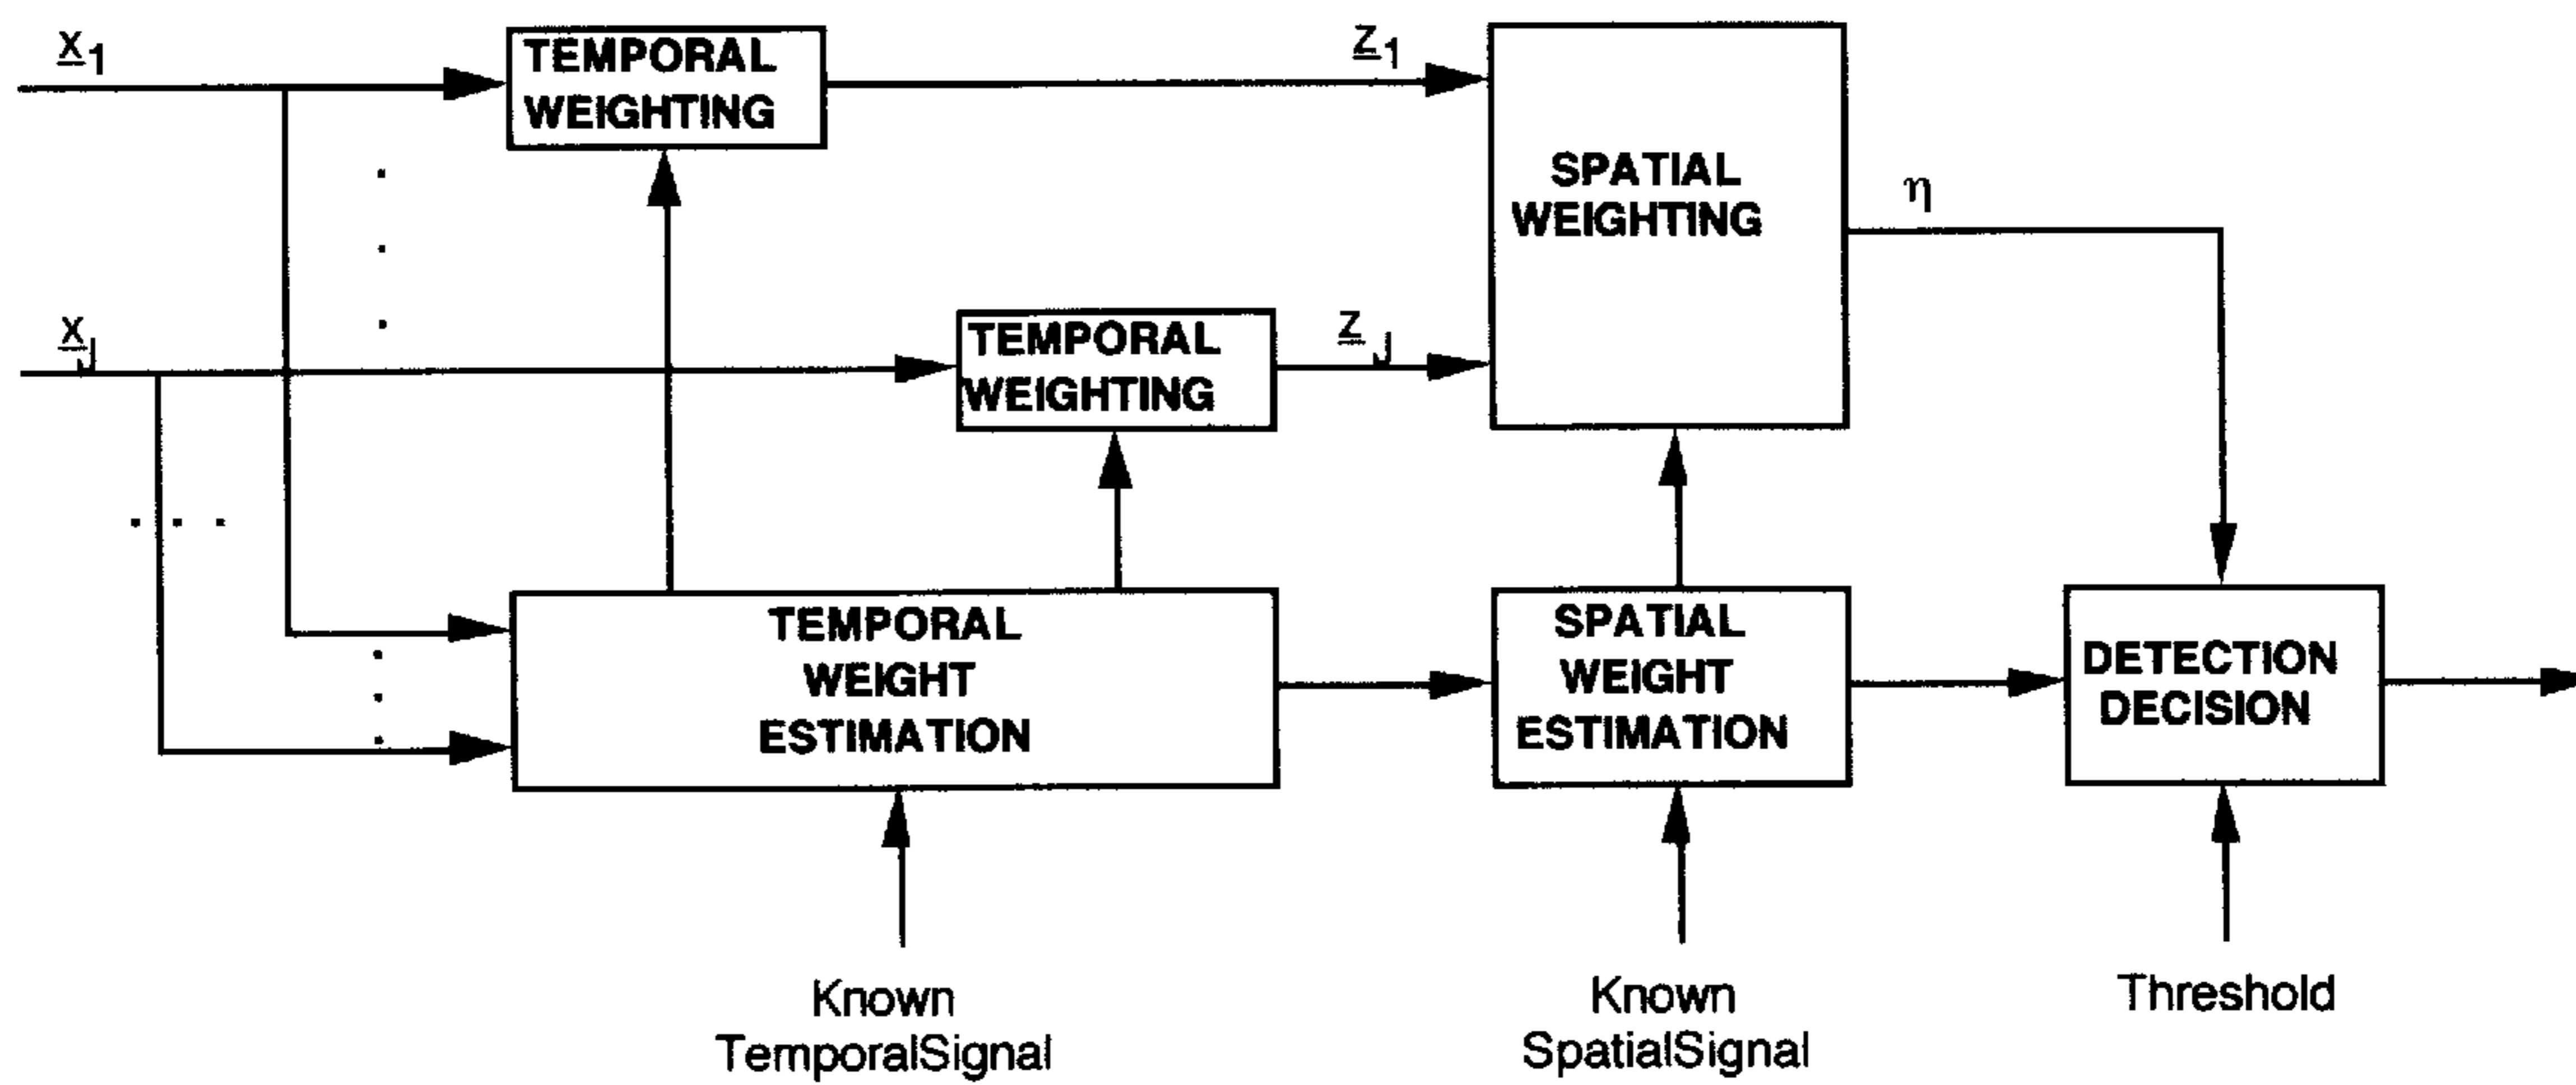 x1
TEMPORAL
WEIGHTING
z1
SPATIAL
WEIGHTING
η
xJ
TEMPORAL
WEIGHTING
zJ
TEMPORAL
WEIGHT
ESTIMATION
SPATIAL
WEIGHT
ESTIMATION
DETECTION
DECISION
Known
TemporalSignal
Known
SpatialSignal
Threshold